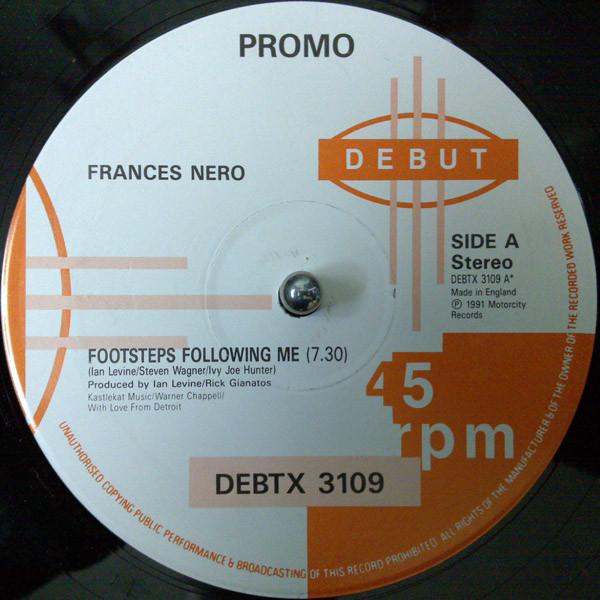 PROMO
DEBUT
FRANCES NERO
SIDE A
Stereo
DEBTX 3109 A*
Made in England
℗ 1991 Motorcity
Records
FOOTSTEPS FOLLOWING ME (7.30)
(Ian Levine/Steven Wagner/Ivy Joe Hunter)
Produced by Ian Levine/Rick Gianatos
Kastlekat Music/Warner Chappell/
With Love From Detroit
45
rpm
DEBTX 3109
UNAUTHORISED COPYING PUBLIC PERFORMANCE & BROADCASTING OF THIS RECORD PROHIBITED. ALL RIGHTS OF THE MANUFACTURER & OF THE OWNER OF THE RECORDED WORK RESERVED